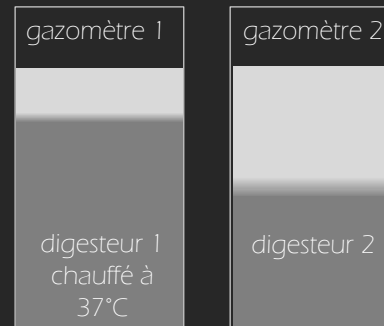 gazomètre 1
gazomètre 2
digesteur 1
chauffé à
37°C
digesteur 2